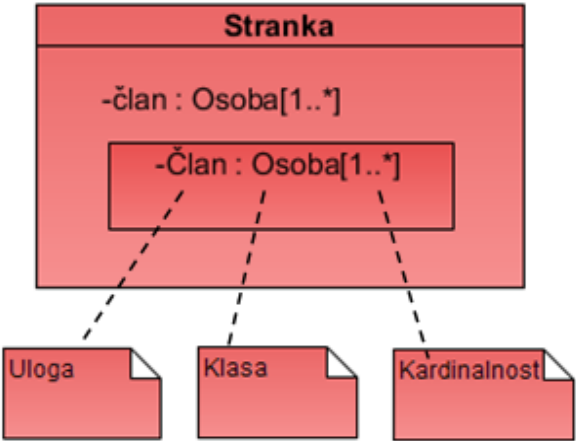 Stranka
-član : Osoba[1..*]
-Član : Osoba[1..*]
Uloga
Klasa
Kardinalnost